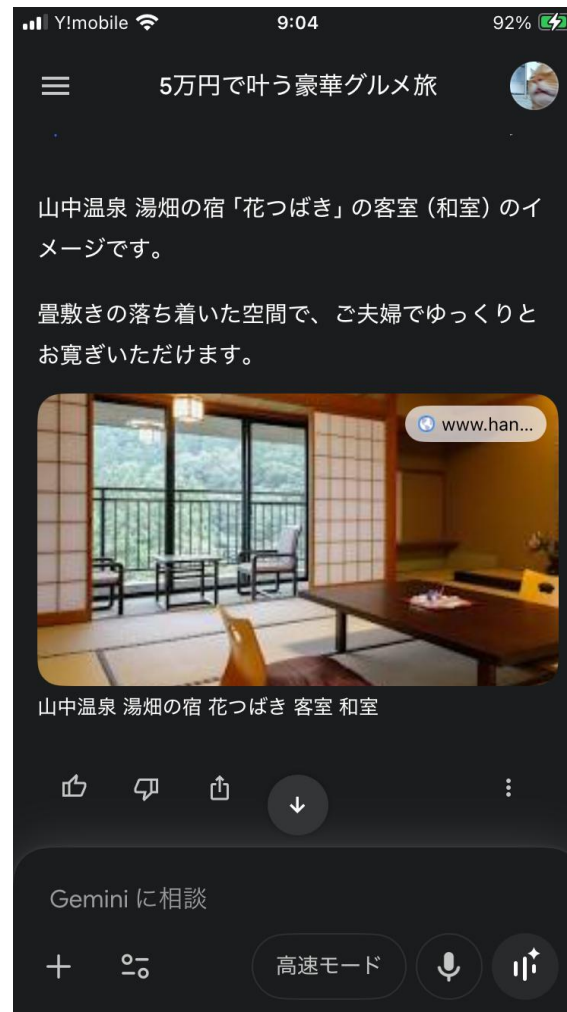 Y!mobile 9:04 92%
5万円で叶う豪華グルメ旅
山中温泉 湯畑の宿「花つばき」の客室（和室）のイ
メージです。
畳敷きの落ち着いた空間で、ご夫婦でゆっくりと
お寛ぎいただけます。
www.han...
山中温泉 湯畑の宿 花つばき 客室 和室
Gemini に相談
高速モード